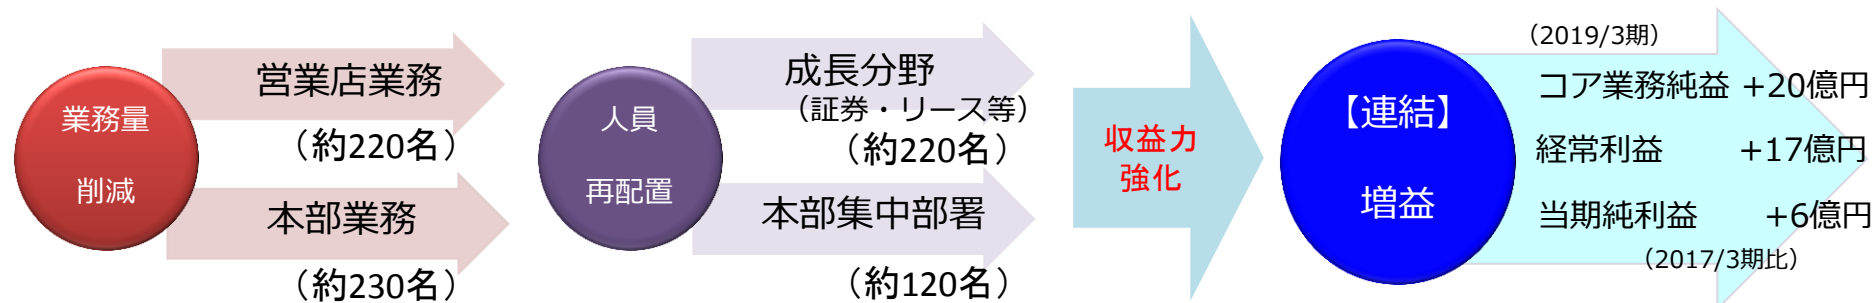 業務量
削減
営業店業務
（約220名）
本部業務
（約230名）
人員
再配置
成長分野
（証券・リース等）
（約220名）
本部集中部署
（約120名）
収益力
強化
【連結】
増益
（2019/3期）
コア業務純益 +20億円
経常利益 +17億円
当期純利益 +6億円
（2017/3期比）